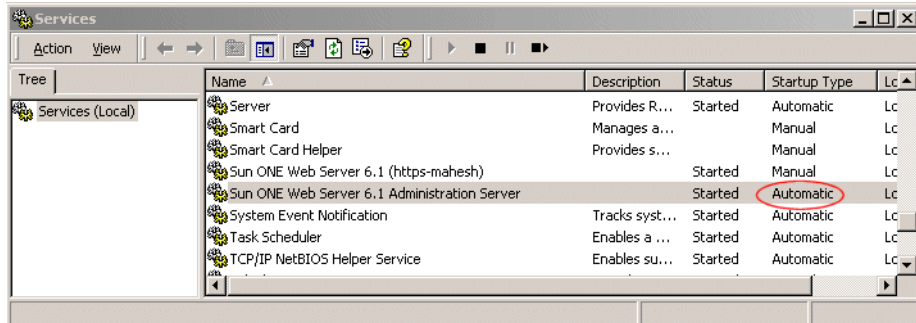 Services
Action View
Tree
Name Description Status Startup Type Lc
Services (Local)
Server Provides R... Started Automatic Lc
Smart Card Manages a... Manual Lc
Smart Card Helper Provides s... Manual Lc
Sun ONE Web Server 6.1 (https-mahesh) Started Manual Lc
Sun ONE Web Server 6.1 Administration Server Started Automatic Lc
System Event Notification Tracks syst... Started Automatic Lc
Task Scheduler Enables a ... Started Automatic Lc
TCP/IP NetBIOS Helper Service Enables su... Started Automatic Lc